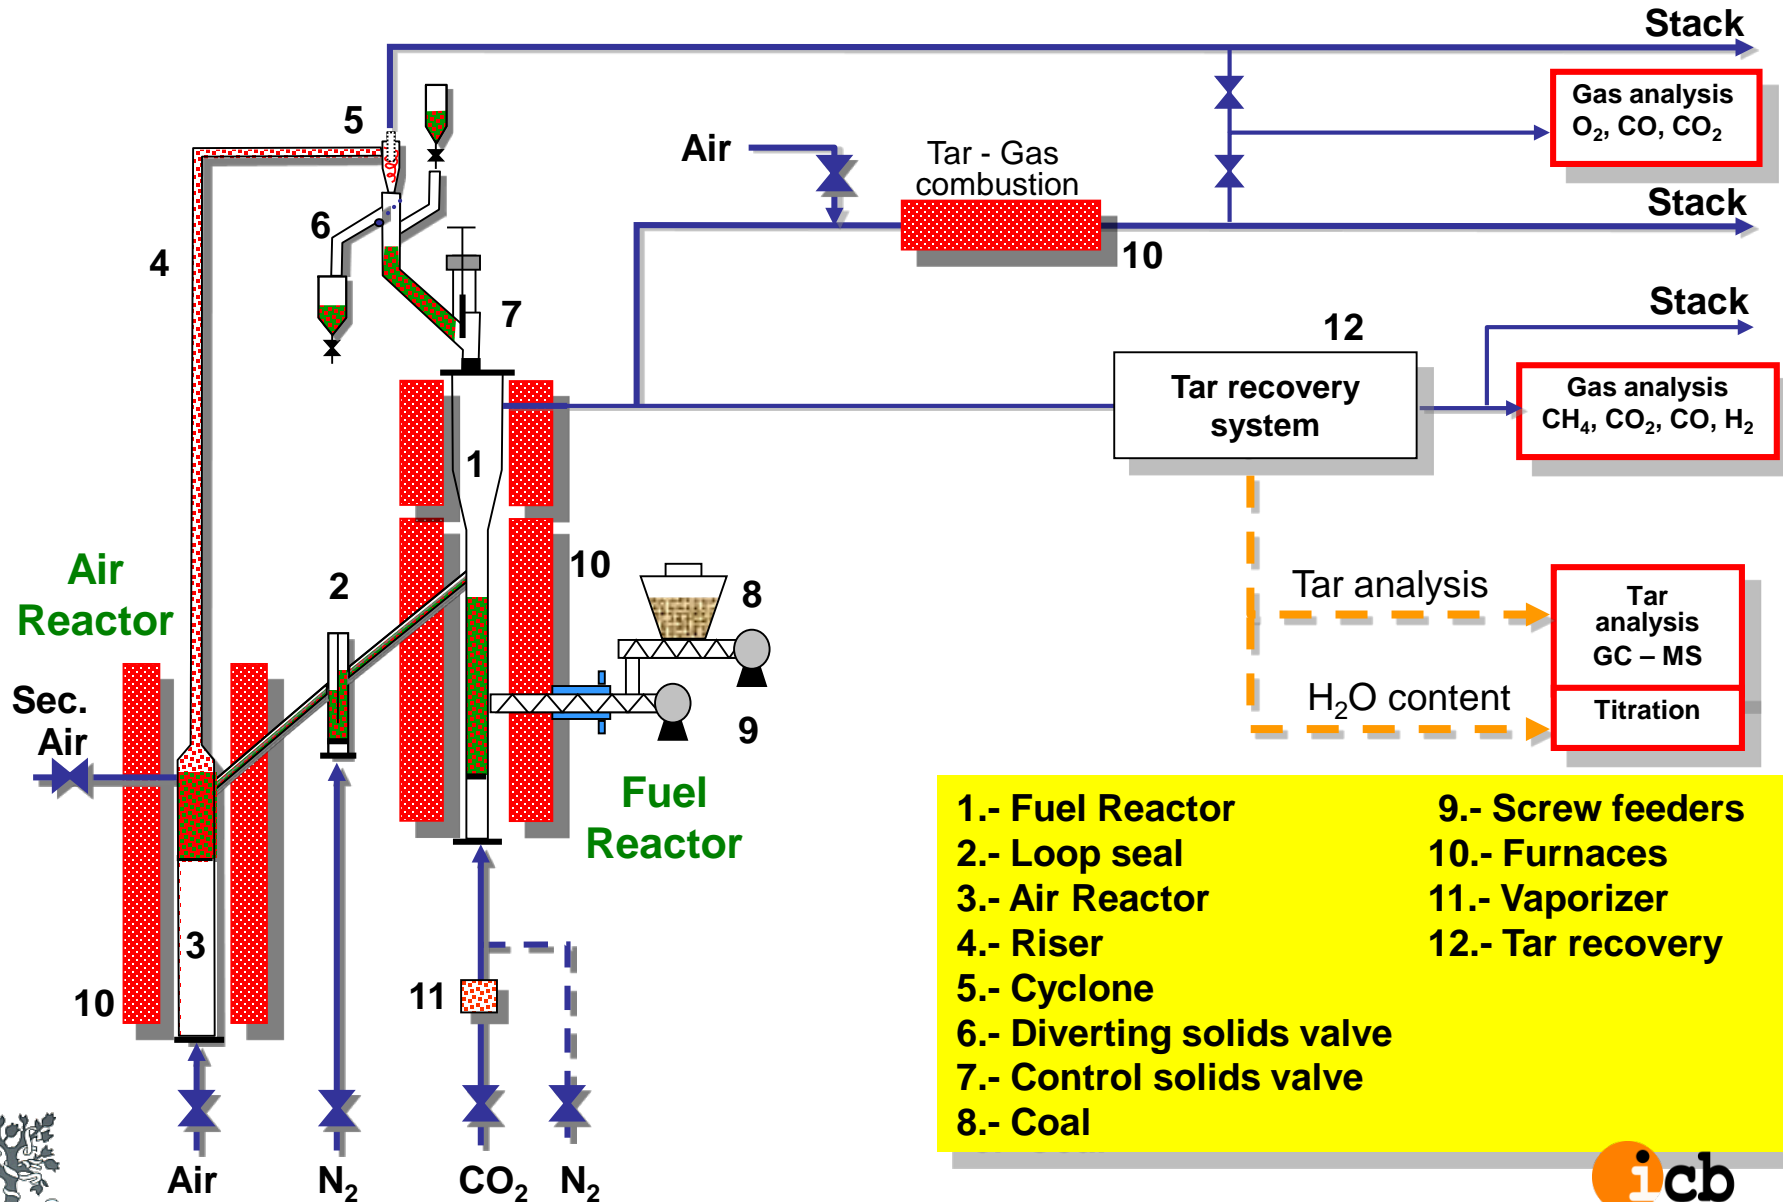 Stack
Gas analysis
O₂, CO, CO₂
5
Air
Tar - Gas
combustion
Stack
6
4
10
7
Stack
12
Tar recovery
system
Gas analysis
CH₄, CO₂, CO, H₂
1
Air
Reactor
2
10
8
Tar analysis
Tar
analysis
GC – MS
Sec.
Air
H₂O content
Titration
9
Fuel
Reactor
3
10
11
1.- Fuel Reactor
2.- Loop seal
3.- Air Reactor
4.- Riser
5.- Cyclone
6.- Diverting solids valve
7.- Control solids valve
8.- Coal
9.- Screw feeders
10.- Furnaces
11.- Vaporizer
12.- Tar recovery
Air
N₂
CO₂
N₂
icb